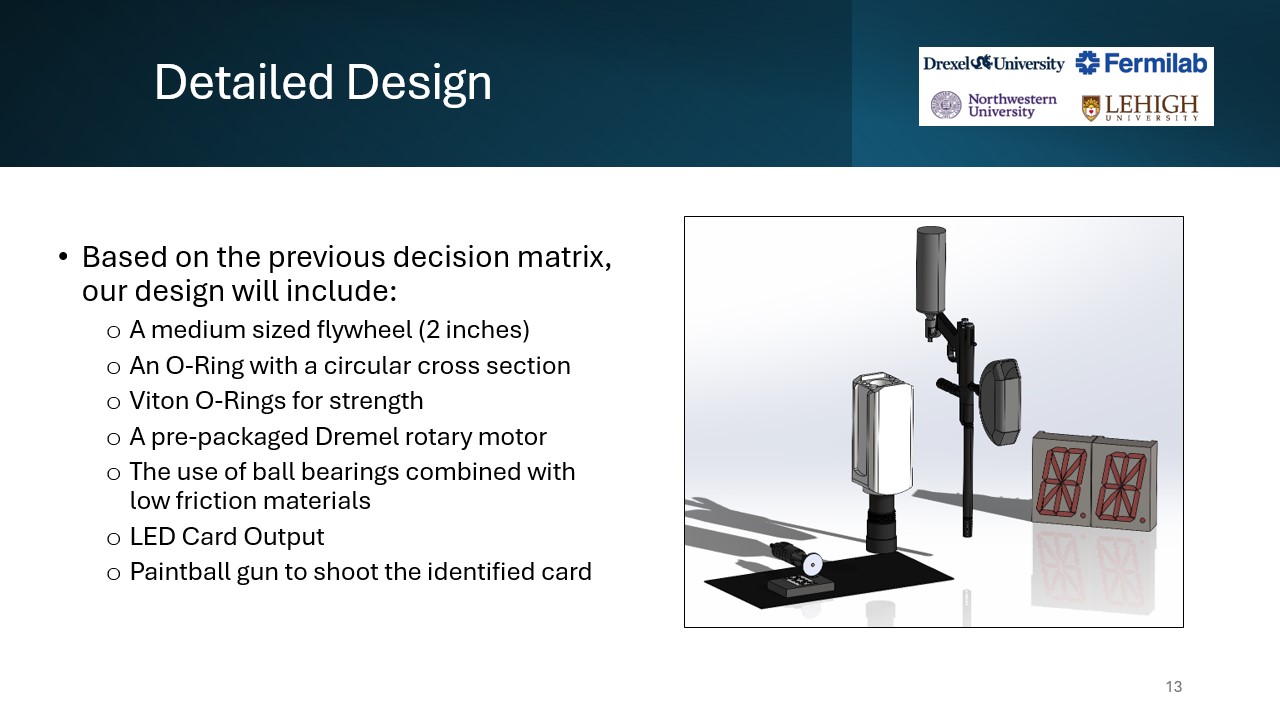 Detailed Design
Drexel University
Fermilab
Northwestern
University
LEHIGH
UNIVERSITY
• Based on the previous decision matrix,
our design will include:
o A medium sized flywheel (2 inches)
o An O-Ring with a circular cross section
o Viton O-Rings for strength
o A pre-packaged Dremel rotary motor
o The use of ball bearings combined with
low friction materials
o LED Card Output
o Paintball gun to shoot the identified card
13